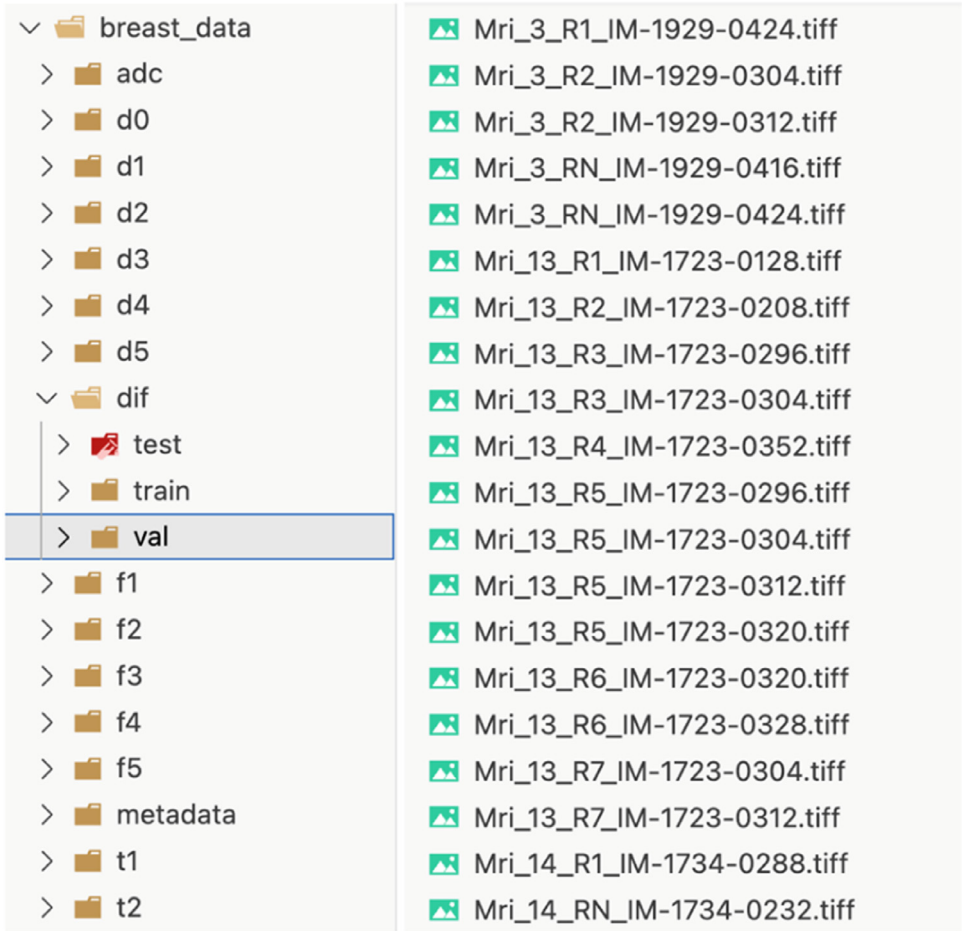 breast_data
adc
d0
d1
d2
d3
d4
d5
dif
test
train
val
f1
f2
f3
f4
f5
metadata
t1
t2
Mri_3_R1_IM-1929-0424.tiff
Mri_3_R2_IM-1929-0304.tiff
Mri_3_R2_IM-1929-0312.tiff
Mri_3_RN_IM-1929-0416.tiff
Mri_3_RN_IM-1929-0424.tiff
Mri_13_R1_IM-1723-0128.tiff
Mri_13_R2_IM-1723-0208.tiff
Mri_13_R3_IM-1723-0296.tiff
Mri_13_R3_IM-1723-0304.tiff
Mri_13_R4_IM-1723-0352.tiff
Mri_13_R5_IM-1723-0296.tiff
Mri_13_R5_IM-1723-0304.tiff
Mri_13_R5_IM-1723-0312.tiff
Mri_13_R5_IM-1723-0320.tiff
Mri_13_R6_IM-1723-0320.tiff
Mri_13_R6_IM-1723-0328.tiff
Mri_13_R7_IM-1723-0304.tiff
Mri_13_R7_IM-1723-0312.tiff
Mri_14_R1_IM-1734-0288.tiff
Mri_14_RN_IM-1734-0232.tiff